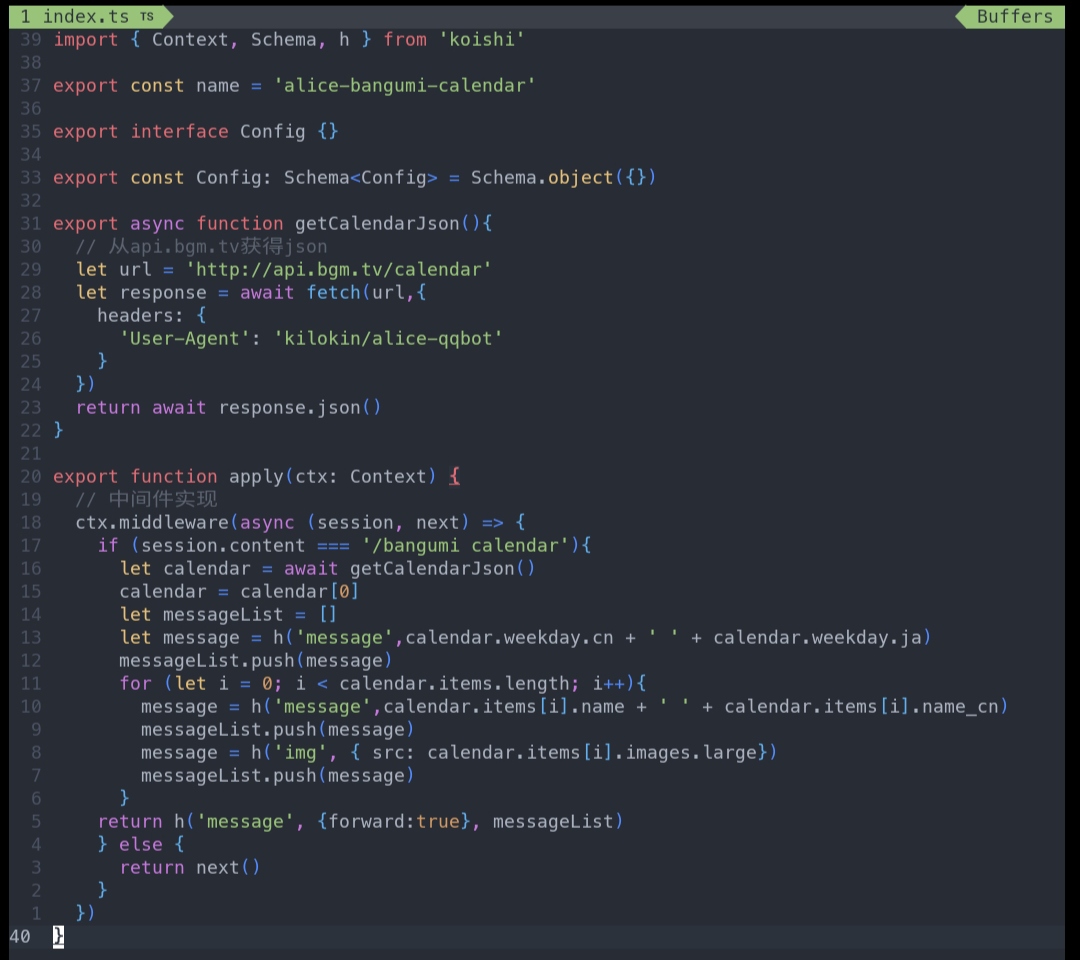 1 index.ts TS Buffers
39 import { Context, Schema, h } from 'koishi'
38
37 export const name = 'alice-bangumi-calendar'
36
35 export interface Config {}
34
33 export const Config: Schema<Config> = Schema.object({})
32
31 export async function getCalendarJson(){
30   // 从api.bgm.tv获得json
29   let url = 'http://api.bgm.tv/calendar'
28   let response = await fetch(url,{
27     headers: {
26       'User-Agent': 'kilokin/alice-qqbot'
25     }
24   })
23   return await response.json()
22 }
21
20 export function apply(ctx: Context) {
19   // 中间件实现
18   ctx.middleware(async (session, next) => {
17     if (session.content === '/bangumi calendar'){
16       let calendar = await getCalendarJson()
15       calendar = calendar[0]
14       let messageList = []
13       let message = h('message',calendar.weekday.cn + ' ' + calendar.weekday.ja)
12       messageList.push(message)
11       for (let i = 0; i < calendar.items.length; i++){
10         message = h('message',calendar.items[i].name + ' ' + calendar.items[i].name_cn)
9         messageList.push(message)
8         message = h('img', { src: calendar.items[i].images.large})
7         messageList.push(message)
6       }
5     return h('message', {forward:true}, messageList)
4     } else {
3       return next()
2     }
1   })
40 }